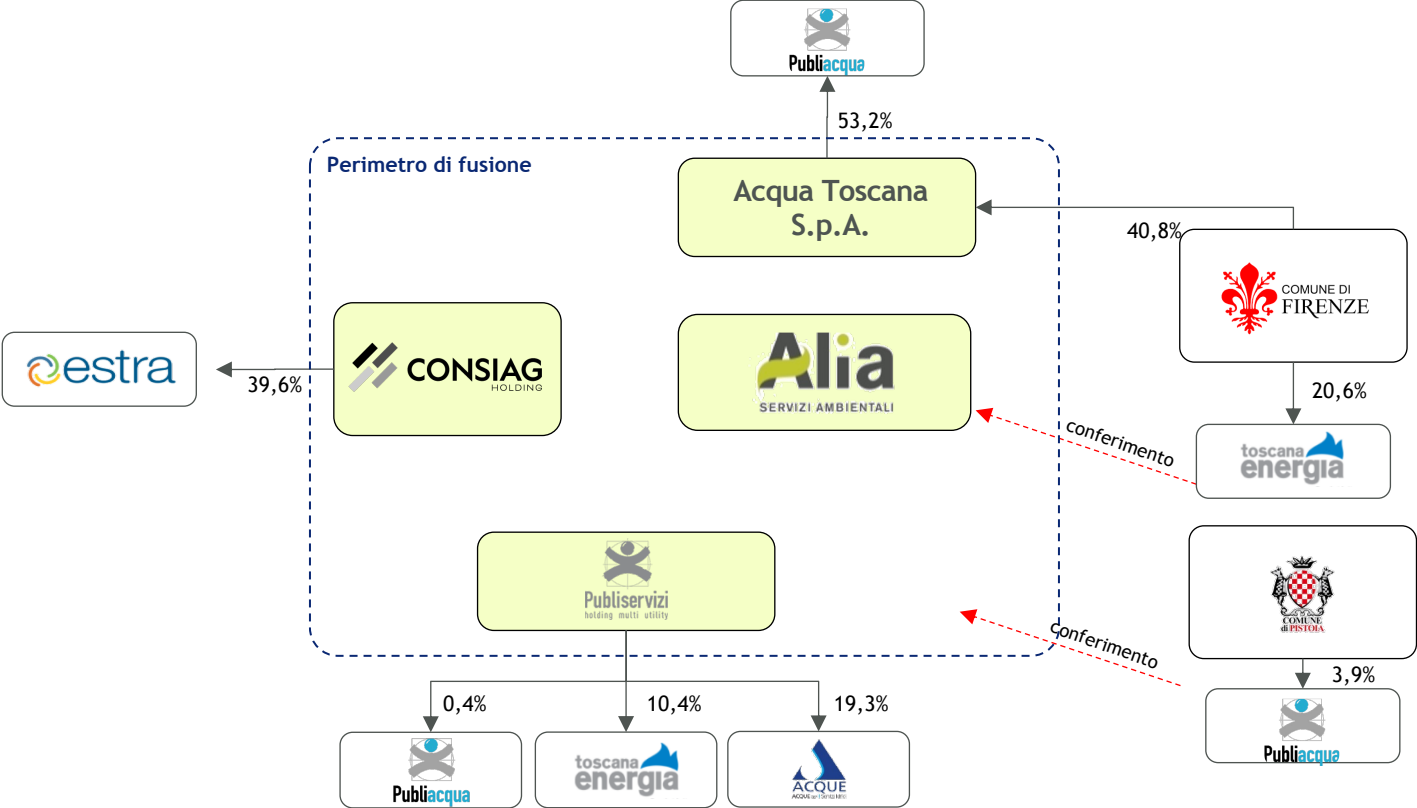 Publiacqua
53,2%
Perimetro di fusione
Acqua Toscana
S.p.A.
40,8%
COMUNE DI
FIRENZE
estra
39,6%
CONSIAG
HOLDING
Alia
SERVIZI AMBIENTALI
20,6%
conferimento
toscana
energia
Publiservizi
holding multi utility
COMUNE
di PISTOIA
conferimento
3,9%
Publiacqua
0,4%
10,4%
19,3%
Publiacqua
toscana
energia
ACQUE